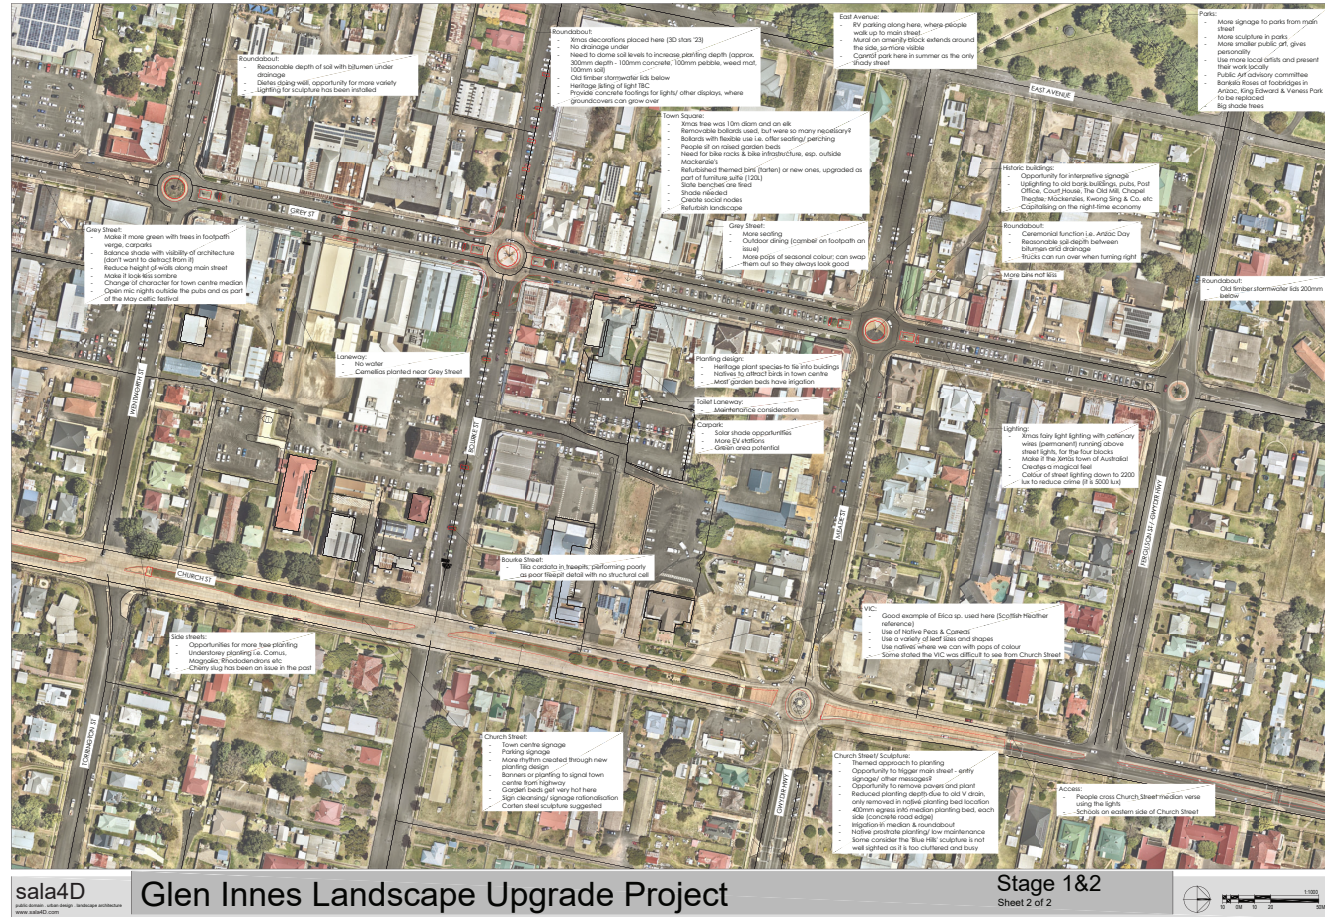 Roundabout:
- Reasonable depth of soil with bitumen under
drainage
- Dietes doing well, opportunity for more variety
- Lighting for sculpture has been installed
Roundabout:
- Xmas decorations placed here (3D stars '23)
- No drainage under
- Need to dome soil levels to increase planting depth (approx.
300mm depth - 100mm concrete, 100mm pebble, weed mat,
100mm soil)
- Old timber stormwater lids below
- Heritage listing of light TBC
- Provide concrete footings for lights/ other displays, where
groundcovers can grow over
East Avenue:
- RV parking along here, where people
walk up to main street
- Mural on amenity block extends around
the side, so more visible
- Cannot park here in summer as the only
shady street
Parks:
- More signage to parks from main
street
- More sculpture in parks
- More smaller public art, gives
personality
- Use more local artists and present
their work locally
- Public Art advisory committee
- Banksia Roses at footbridges in
Anzac, King Edward & Veness Park
to be replaced
- Big shade trees
EAST AVENUE
Town Square:
- Xmas tree was 10m diam and an elk
- Removable bollards used, but were so many necessary?
- Bollards with flexible use i.e. offer seating/ perching
- People sit on raised garden beds
- Need for bike racks & bike infrastructure, esp. outside
Mackenzie's
- Refurbished themed bins (tarten) or new ones, upgraded as
part of furniture suite (120L)
- Slate benches are tired
- Shade needed
- Create social nodes
- Refurbish landscape
Historic buildings:
- Opportunity for interpretive signage
- Uplighting to old bank buildings, pubs, Post
Office, Court House, The Old Mill, Chapel
Theatre, Mackenzies, Kwong Sing & Co. etc
- Capitalising on the night-time economy
GREY ST
Grey Street:
- Make it more green with trees in footpath
verge, carparks
- Balance shade with visibility of architecture
(don't want to detract from it)
- Reduce height of walls along main street
- Make it look less sombre
- Change of character for town centre median
- Open mic nights outside the pubs and as part
of the May celtic festival
Grey Street:
- More seating
- Outdoor dining (camber on footpath an
issue)
- More pops of seasonal colour; can swap
them out so they always look good
Roundabout:
- Ceremonial function i.e. Anzac Day
- Reasonable soil depth between
bitumen and drainage
- Trucks can run over when turning right
More bins not less
Roundabout:
- Old timber stormwater lids 200mm
below
Laneway:
- No water
- Camellias planted near Grey Street
Planting design:
- Heritage plant species to tie into buildings
- Natives to attract birds in town centre
- Most garden beds have irrigation
Toilet Laneway:
- Maintenance consideration
Carpark:
- Solar shade opportunities
- More EV stations
- Green area potential
WENTWORTH ST
BOURKE ST
Lighting:
- Xmas fairy light lighting with catenary
wires (permanent) running above
street lights, for the four blocks
- Make it the Xmas town of Australia!
- Creates a magical feel
- Colour of street lighting down to 2200
lux to reduce crime (it is 5000 lux)
MEADE ST
FERGUSON ST / GWYDIR HWY
Bourke Street:
- Tilia cordata in treepits; performing poorly
as poor treepit detail with no structural cell
CHURCH ST
VIC:
- Good example of Erica sp. used here (Scottish Heather
reference)
- Use of Native Peas & Correas
- Use a variety of leaf sizes and shapes
- Use natives where we can with pops of colour
- Some stated the VIC was difficult to see from Church Street
Side streets:
- Opportunities for more tree planting
- Understorey planting i.e. Cornus,
Magnolia, Rhododendrons etc
- Cherry slug has been an issue in the past
TORRINGTON ST
Church Street:
- Town centre signage
- Parking signage
- More rhythm created through new
planting design
- Banners or planting to signal town
centre from highway
- Garden beds get very hot here
- Sign cleansing/ signage rationalisation
- Corten steel sculpture suggested
GWYDIR HWY
Church Street/ Sculpture:
- Themed approach to planting
- Opportunity to trigger main street - entry
signage/ other messages?
- Opportunity to remove pavers and plant
- Reduced planting depth due to old V drain,
only removed in native planting bed location
- 400mm egress into median planting bed, each
side (concrete road edge)
- Irrigation in median & roundabout
- Native prostrate planting/ low maintenance
- Some consider the 'Blue Hills' sculpture is not
well sighted as it is too cluttered and busy
Access:
- People cross Church Street median verse
using the lights
- Schools on eastern side of Church Street
sala4D
public domain . urban design . landscape architecture
www.sala4D.com
Glen Innes Landscape Upgrade Project
Stage 1&2
Sheet 2 of 2
1:1000
10 0M 10 20 50M